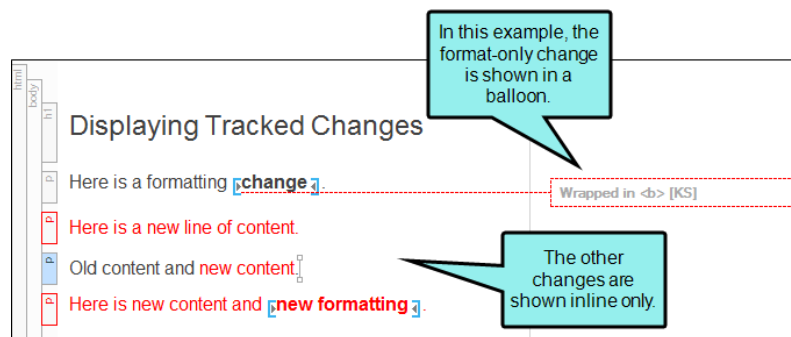 In this example, the
format-only change
is shown in a
balloon.
html
body
h1
Displaying Tracked Changes
p
Here is a formatting change.
Wrapped in <b> [KS]
p
Here is a new line of content.
p
Old content and new content.
The other
changes are
shown inline only.
p
Here is new content and new formatting.